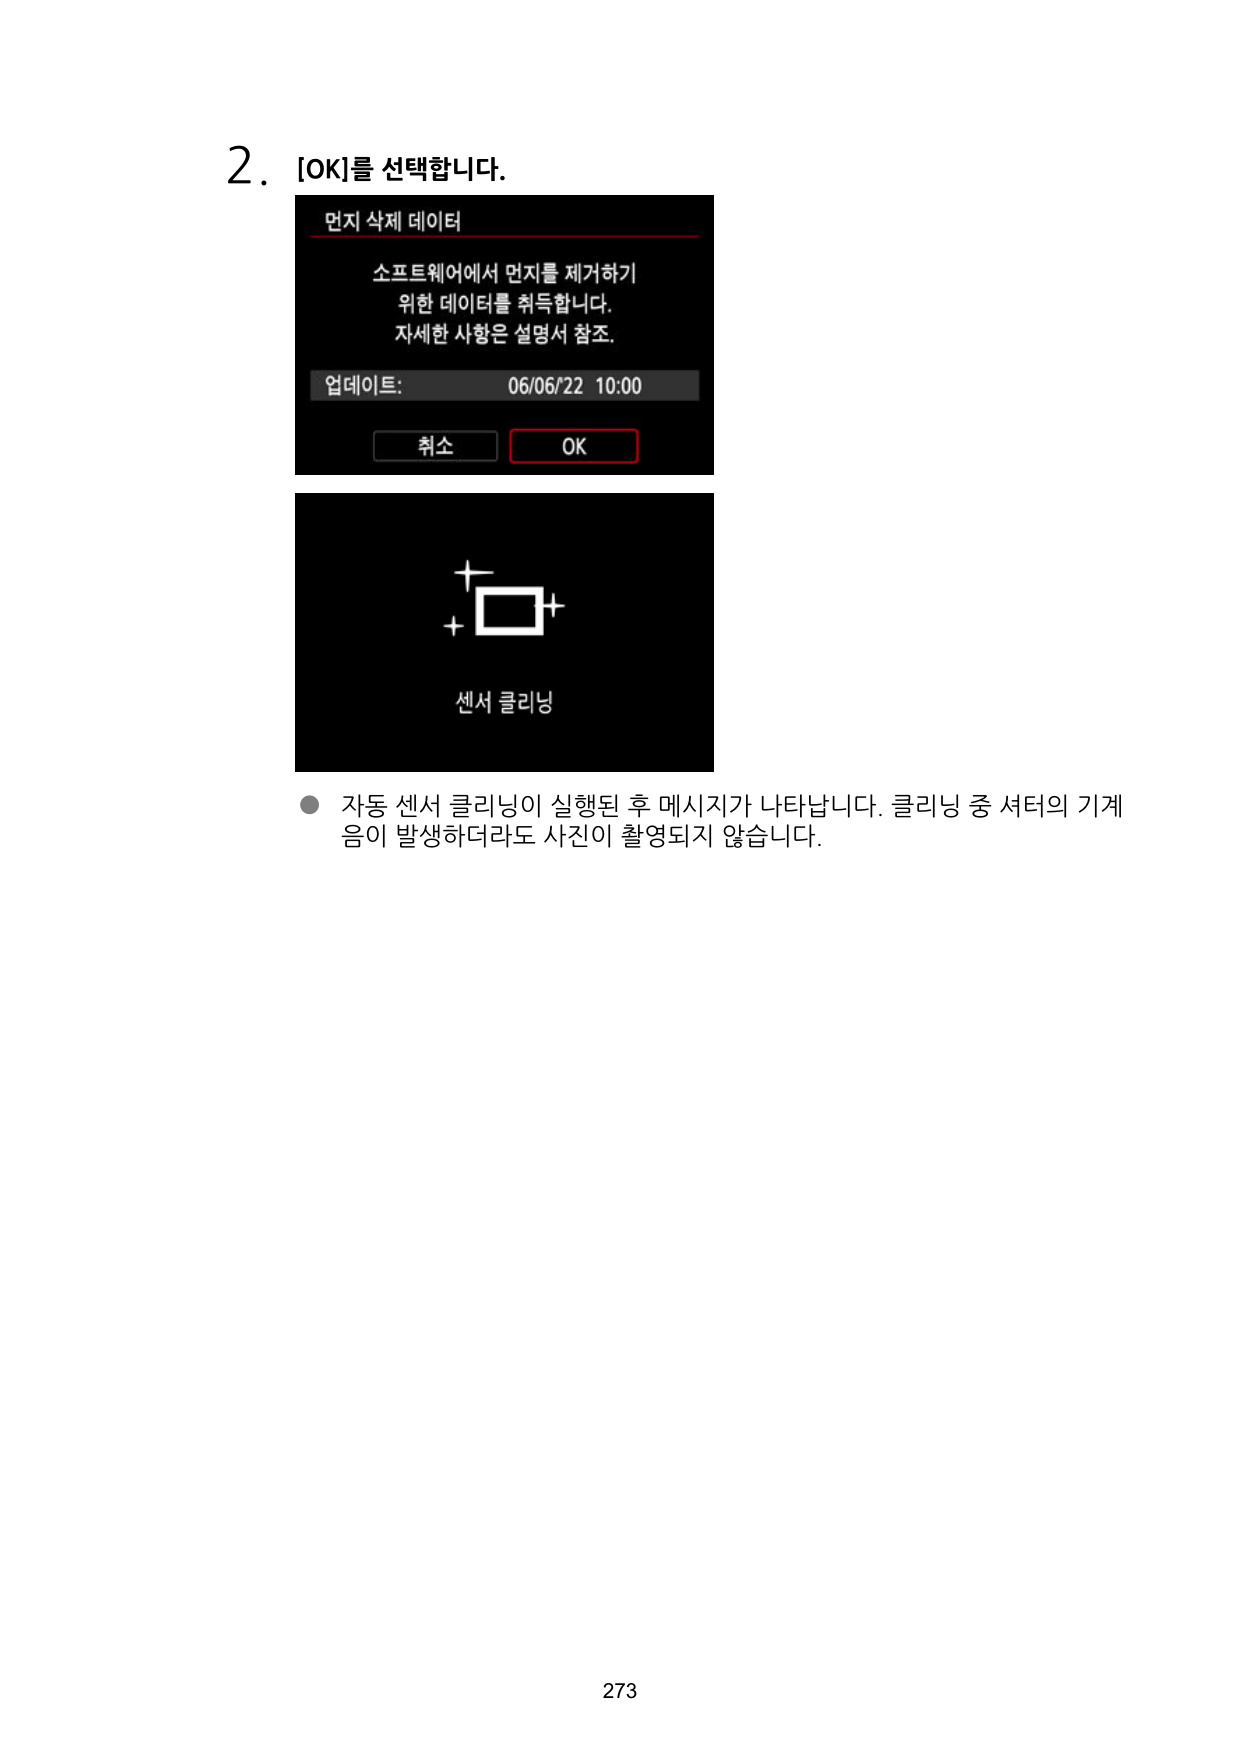 2. [OK]를 선택합니다.
먼지 삭제 데이터
소프트웨어에서 먼지를 제거하기
위한 데이터를 취득합니다.
자세한 사항은 설명서 참조.
업데이트: 06/06/'22 10:00
취소 OK
센서 클리닝
● 자동 센서 클리닝이 실행된 후 메시지가 나타납니다. 클리닝 중 셔터의 기계
음이 발생하더라도 사진이 촬영되지 않습니다.
273